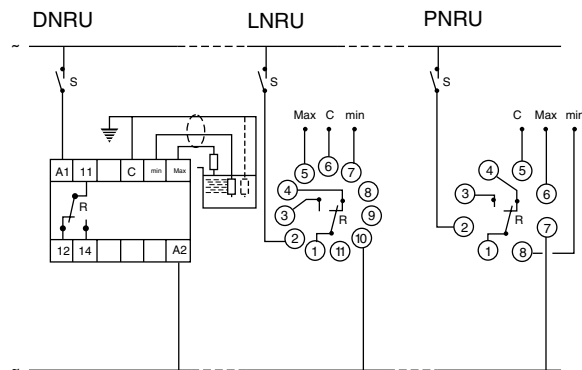 DNRU LNRU PNRU
~
S S S
Max C min C Max min
A1 11 C min Max
5 6 7 4 5
4 8 3 6
R 3 R 9 R
2 10 2 7
12 14 A2 1 11 1 8
~